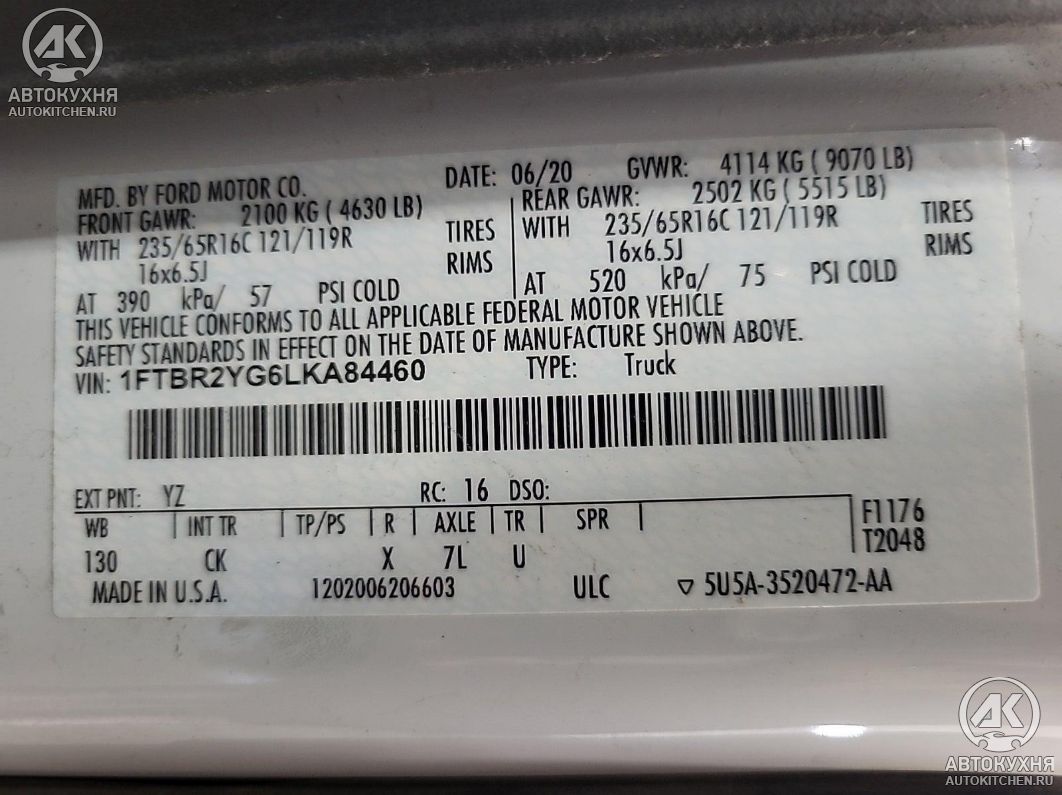 АК
АВТОКУХНЯ
AUTOKITCHEN.RU
MFD. BY FORD MOTOR CO. DATE: 06/20 GVWR: 4114 KG ( 9070 LB)
FRONT GAWR: 2100 KG ( 4630 LB) REAR GAWR: 2502 KG ( 5515 LB)
WITH 235/65R16C 121/119R TIRES WITH 235/65R16C 121/119R TIRES
16x6.5J RIMS 16x6.5J RIMS
AT 390 kPa/ 57 PSI COLD AT 520 kPa/ 75 PSI COLD
THIS VEHICLE CONFORMS TO ALL APPLICABLE FEDERAL MOTOR VEHICLE
SAFETY STANDARDS IN EFFECT ON THE DATE OF MANUFACTURE SHOWN ABOVE.
VIN: 1FTBR2YG6LKA84460 TYPE: Truck
EXT PNT: YZ RC: 16 DSO:
WB INT TR TP/PS R AXLE TR SPR F1176
130 CK X 7L U T2048
MADE IN U.S.A. 1202006206603 ULC ▽ 5U5A-3520472-AA
АК
АВТОКУХНЯ
AUTOKITCHEN.RU